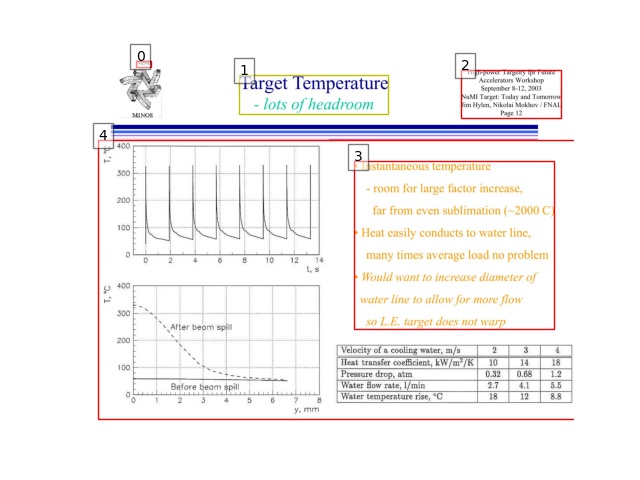 0
1
2
3
4
MINOS
Target Temperature
- lots of headroom
High-power Targetry fpr Future
Accelerators Workshop
September 8-12, 2003
NuMI Target: Today and Tomorrow
Jim Hylen, Nikolai Mokhov / FNAL
Page 12
T, °C
400
300
200
100
0
0 2 4 6 8 10 12 14
t, s
T, °C
400
300
200
100
0
After beam spill
Before beam spill
0 1 2 3 4 5 6 7 8
y, mm
• Instantaneous temperature
- room for large factor increase,
far from even sublimation (~2000 C)
• Heat easily conducts to water line,
many times average load no problem
• Would want to increase diameter of
water line to allow for more flow
so L.E. target does not warp
Velocity of a cooling water, m/s 2 3 4
Heat transfer coefficient, kW/m²/K 10 14 18
Pressure drop, atm 0.32 0.68 1.2
Water flow rate, l/min 2.7 4.1 5.5
Water temperature rise, °C 18 12 8.8